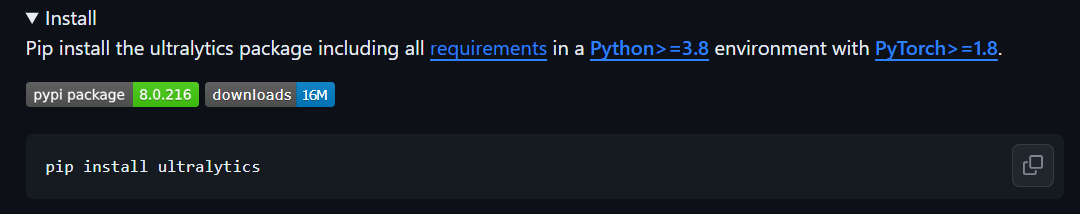 ▼ Install
Pip install the ultralytics package including all requirements in a Python>=3.8 environment with PyTorch>=1.8.
pypi package 8.0.216 downloads 16M
pip install ultralytics